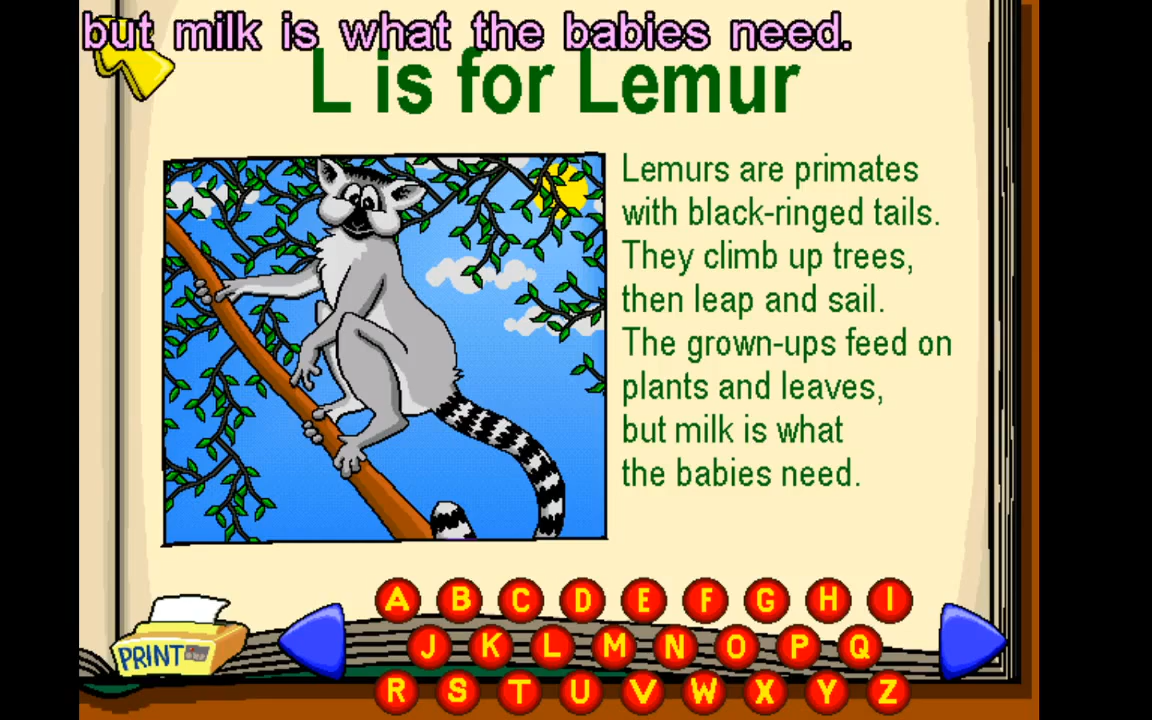 but milk is what the babies need.
L is for Lemur
Lemurs are primates
with black-ringed tails.
They climb up trees,
then leap and sail.
The grown-ups feed on
plants and leaves,
but milk is what
the babies need.
PRINT
A B C D E F G H I
J K L M N O P Q
R S T U V W X Y Z